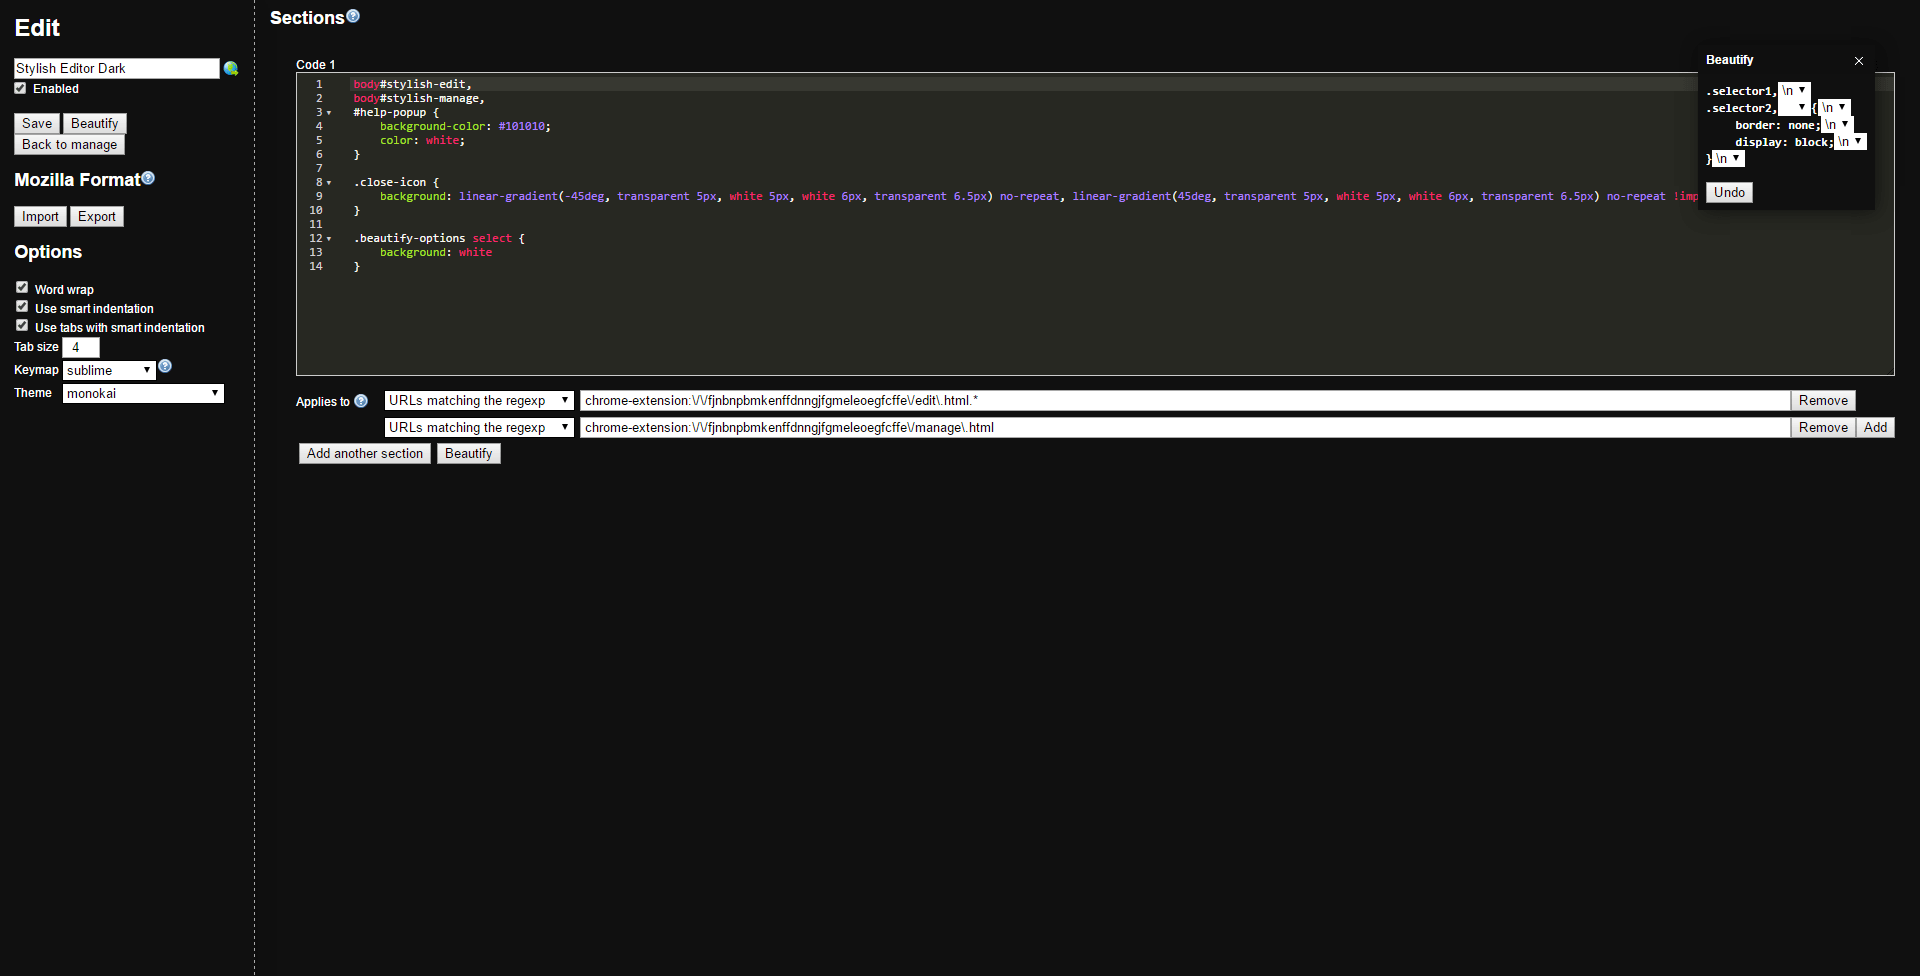 Edit
Stylish Editor Dark
Enabled
Save Beautify
Back to manage
Mozilla Format
Import Export
Options
Word wrap
Use smart indentation
Use tabs with smart indentation
Tab size 4
Keymap sublime
Theme monokai
Sections
Code 1
1 body#stylish-edit,
2 body#stylish-manage,
3 #help-popup {
4 background-color: #101010;
5 color: white;
6 }
7
8 .close-icon {
9 background: linear-gradient(-45deg, transparent 5px, white 5px, white 6px, transparent 6.5px) no-repeat, linear-gradient(45deg, transparent 5px, white 5px, white 6px, transparent 6.5px) no-repeat !imp
10 }
11
12 .beautify-options select {
13 background: white
14 }
Beautify
.selector1, \n
.selector2, { \n
border: none; \n
display: block; \n
} \n
Undo
Applies to URLs matching the regexp chrome-extension:\/\/fjnbnpbmkenffdnngjfgmeleoegfcffe\/edit\.html.* Remove
URLs matching the regexp chrome-extension:\/\/fjnbnpbmkenffdnngjfgmeleoegfcffe\/manage\.html Remove Add
Add another section Beautify